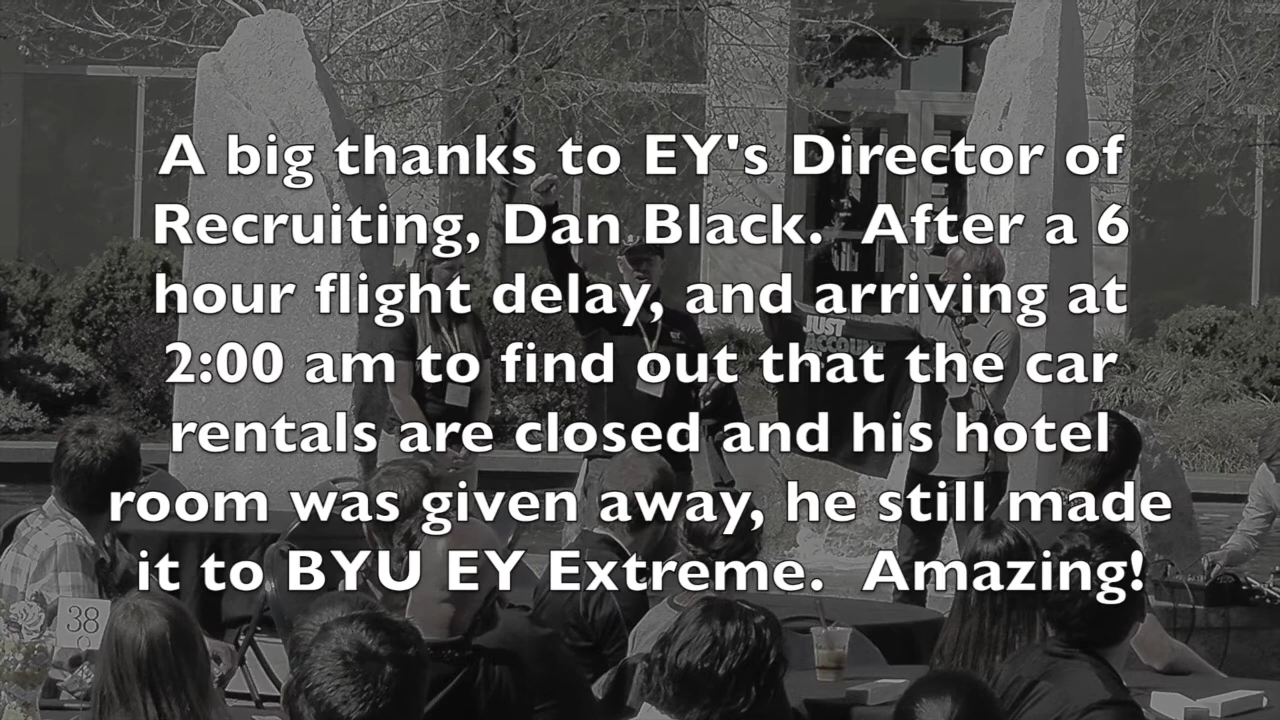 A big thanks to EY's Director of
Recruiting, Dan Black.  After a 6
hour flight delay, and arriving at
2:00 am to find out that the car
rentals are closed and his hotel
room was given away, he still made
it to BYU EY Extreme.  Amazing!
JUST
ACCOUNT
38